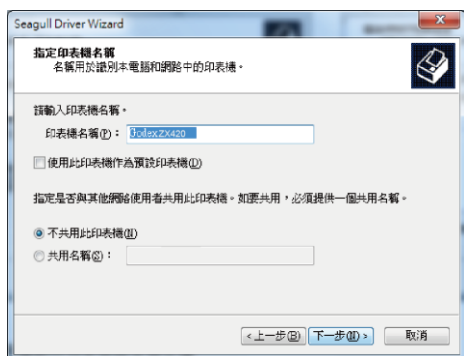 Seagull Driver Wizard
指定印表機名稱
名稱用於識別本電腦和網路中的印表機。
請輸入印表機名稱。
印表機名稱(P)： GodexZX420
使用此印表機作為預設印表機(D)
指定是否與其他網路使用者共用此印表機。如要共用，必須提供一個共用名稱。
不共用此印表機(N)
共用名稱(S)：
<上一步(B) 下一步(N)> 取消